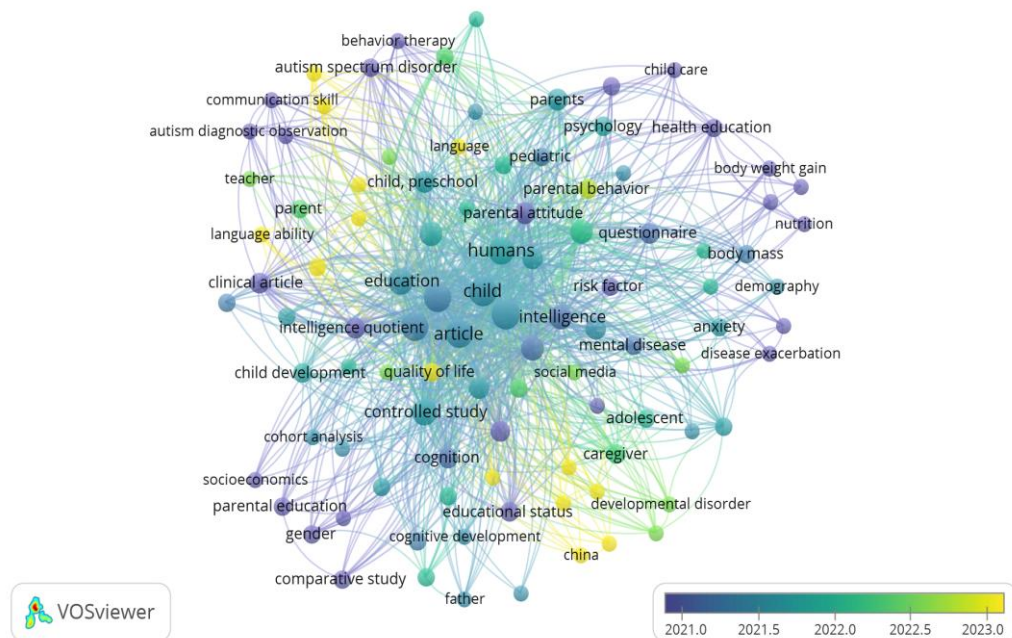 behavior therapy
autism spectrum disorder
child care
communication skill
parents
autism diagnostic observation
psychology
health education
language
pediatric
body weight gain
teacher
child, preschool
parental behavior
parent
parental attitude
nutrition
language ability
humans
questionnaire
body mass
clinical article
education
child
risk factor
demography
intelligence quotient
article
intelligence
anxiety
mental disease
disease exacerbation
child development
quality of life
social media
controlled study
adolescent
cohort analysis
cognition
caregiver
socioeconomics
parental education
educational status
developmental disorder
gender
cognitive development
china
comparative study
father
VOSviewer
2021.0 2021.5 2022.0 2022.5 2023.0